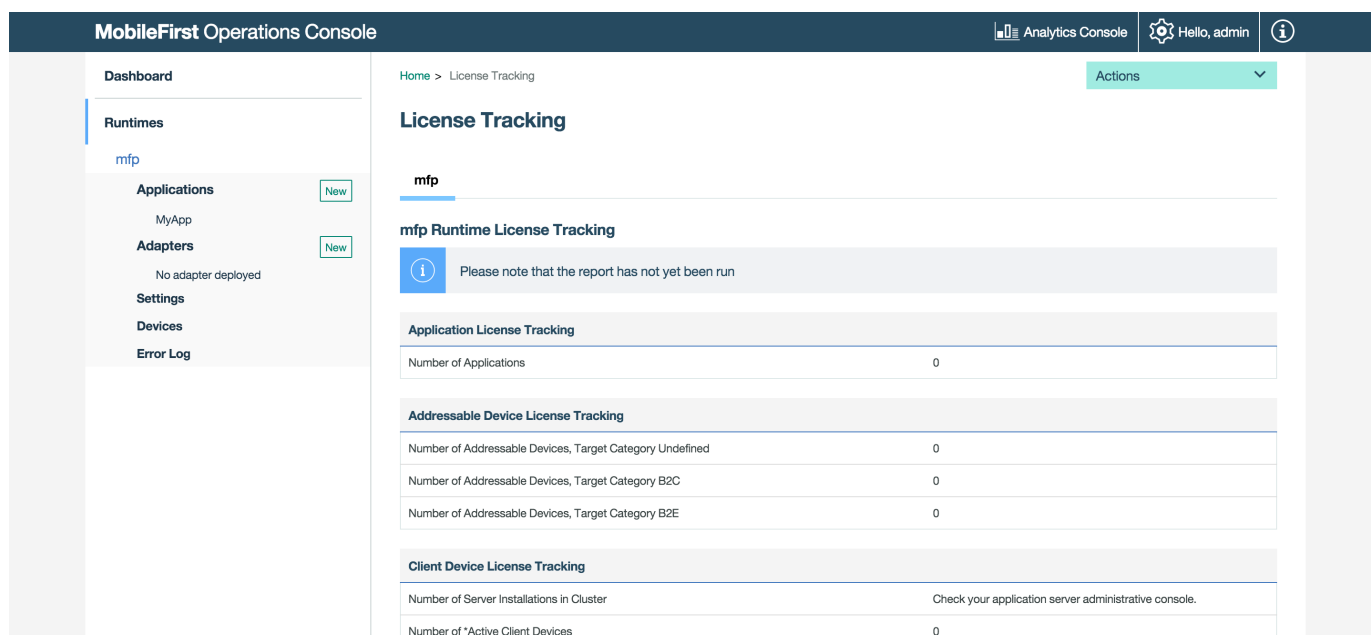 MobileFirst Operations Console
Analytics Console
Hello, admin
Dashboard
Runtimes
mfp
Applications New
MyApp
Adapters New
No adapter deployed
Settings
Devices
Error Log
Home > License Tracking
Actions
License Tracking
mfp
mfp Runtime License Tracking
Please note that the report has not yet been run
Application License Tracking
Number of Applications 0
Addressable Device License Tracking
Number of Addressable Devices, Target Category Undefined 0
Number of Addressable Devices, Target Category B2C 0
Number of Addressable Devices, Target Category B2E 0
Client Device License Tracking
Number of Server Installations in Cluster Check your application server administrative console.
Number of *Active Client Devices 0